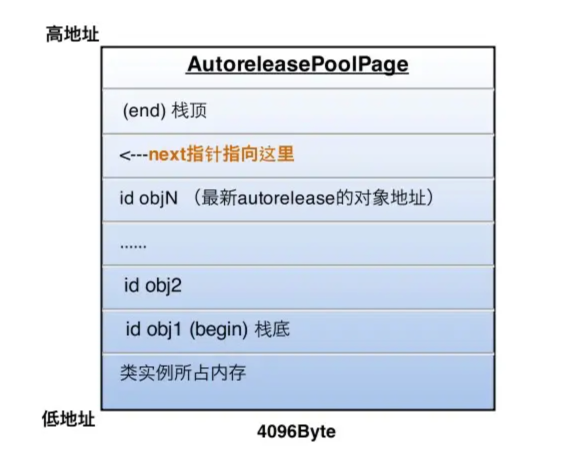 高地址
AutoreleasePoolPage
(end) 栈顶
<---next指针指向这里
id objN （最新autorelease的对象地址）
......
id obj2
id obj1 (begin) 栈底
类实例所占内存
低地址
4096Byte